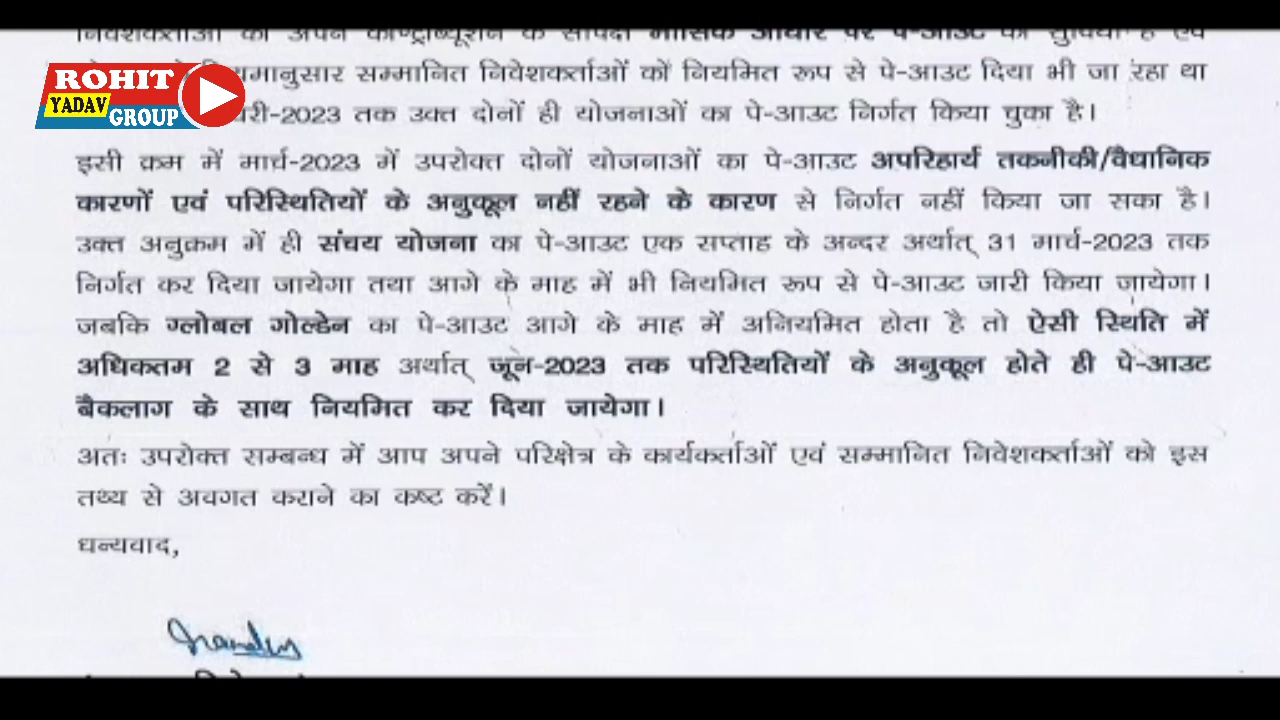 निवेशकर्ताओं को अपने कॉण्ट्रीब्यूशन के सापेक्ष मासिक आधार पर पे-आउट की सुविधा है एवं
नियमानुसार सम्मानित निवेशकर्ताओं को नियमित रूप से पे-आउट दिया भी जा रहा था
ROHIT
YADAV
GROUP
तक उक्त दोनों ही योजनाओं का पे-आउट निर्गत किया चुका है।
इसी क्रम में मार्च-2023 में उपरोक्त दोनों योजनाओं का पे-आउट अपरिहार्य तकनीकी/वैधानिक
कारणों एवं परिस्थितियों के अनुकूल नहीं रहने के कारण से निर्गत नहीं किया जा सका है।
उक्त अनुक्रम में ही संचय योजना का पे-आउट एक सप्ताह के अन्दर अर्थात् 31 मार्च-2023 तक
निर्गत कर दिया जायेगा तथा आगे के माह में भी नियमित रूप से पे-आउट जारी किया जायेगा।
जबकि ग्लोबल गोल्डेन का पे-आउट आगे के माह में अनियमित होता है तो ऐसी स्थिति में
अधिकतम 2 से 3 माह अर्थात् जून-2023 तक परिस्थितियों के अनुकूल होते ही पे-आउट
बैकलाग के साथ नियमित कर दिया जायेगा।
अतः उपरोक्त सम्बन्ध में आप अपने परिक्षेत्र के कार्यकर्ताओं एवं सम्मानित निवेशकर्ताओं को इस
तथ्य से अवगत कराने का कष्ट करें।
धन्यवाद,